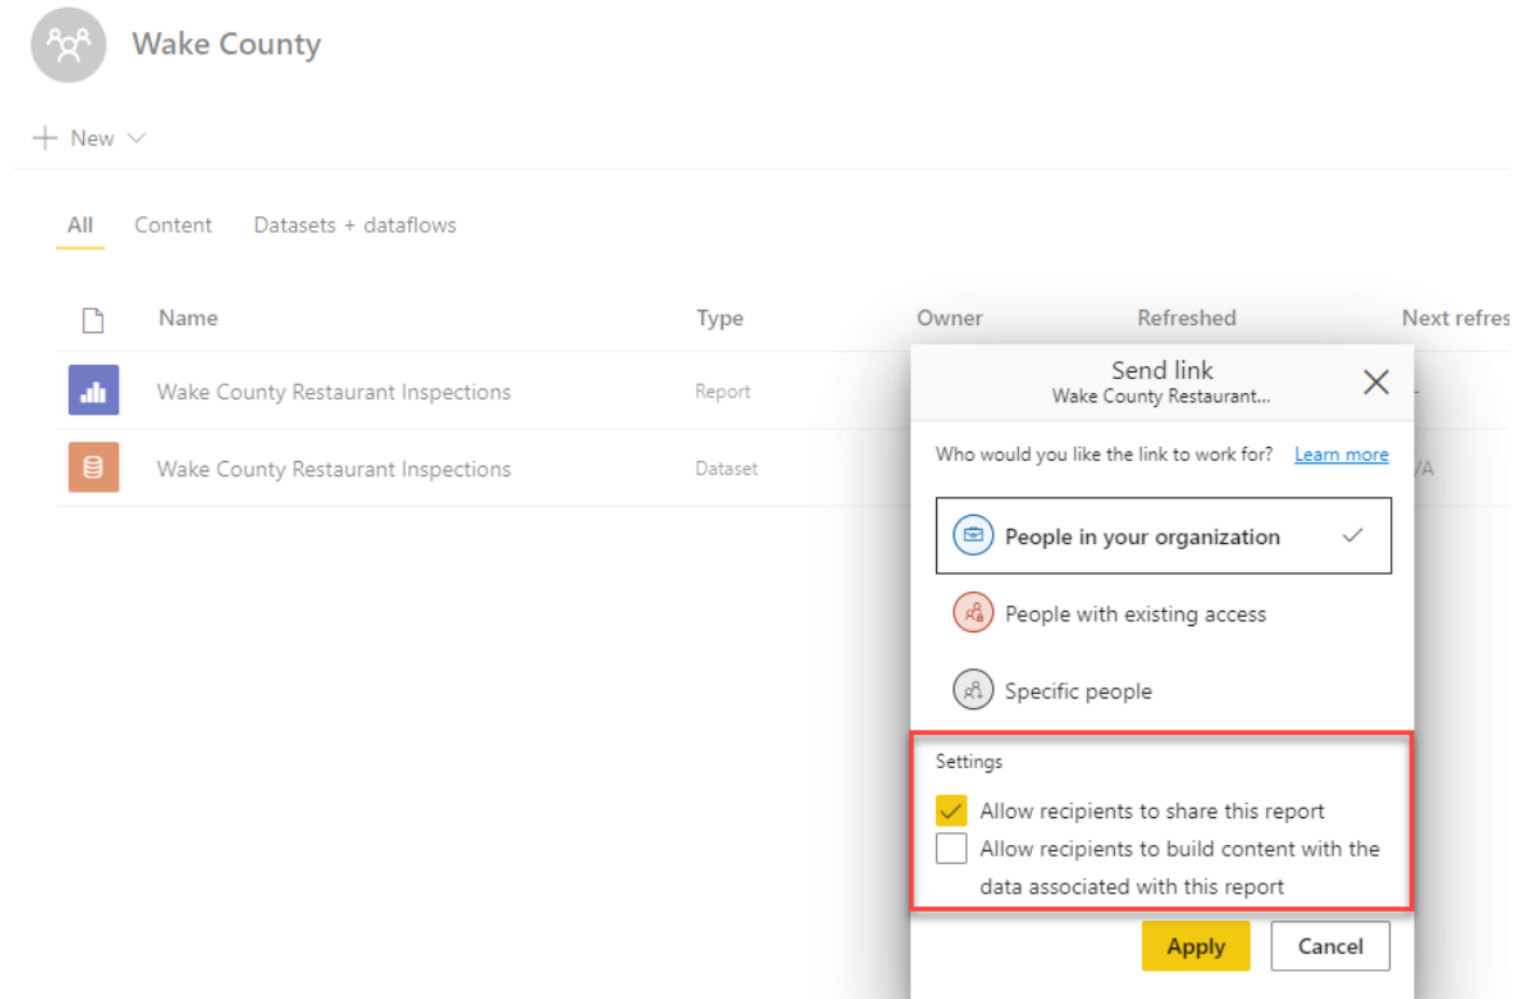 Wake County
New
All Content Datasets + dataflows
Name Type Owner Refreshed Next refres
Wake County Restaurant Inspections Report -
Wake County Restaurant Inspections Dataset /A
Send link
Wake County Restaurant...
Who would you like the link to work for? Learn more
People in your organization
People with existing access
Specific people
Settings
Allow recipients to share this report
Allow recipients to build content with the
data associated with this report
Apply Cancel